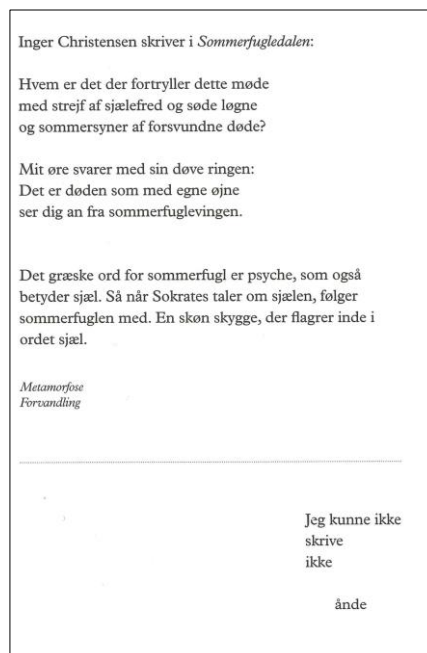 Inger Christensen skriver i Sommerfugledalen:
Hvem er det der fortryller dette møde
med strejf af sjælefred og søde løgne
og sommersyner af forsvundne døde?
Mit øre svarer med sin døve ringen:
Det er døden som med egne øjne
ser dig an fra sommerfuglevingen.
Det græske ord for sommerfugl er psyche, som også
betyder sjæl. Så når Sokrates taler om sjælen, følger
sommerfuglen med. En skøn skygge, der flagrer inde i
ordet sjæl.
Metamorfose
Forvandling
Jeg kunne ikke
skrive
ikke
ånde